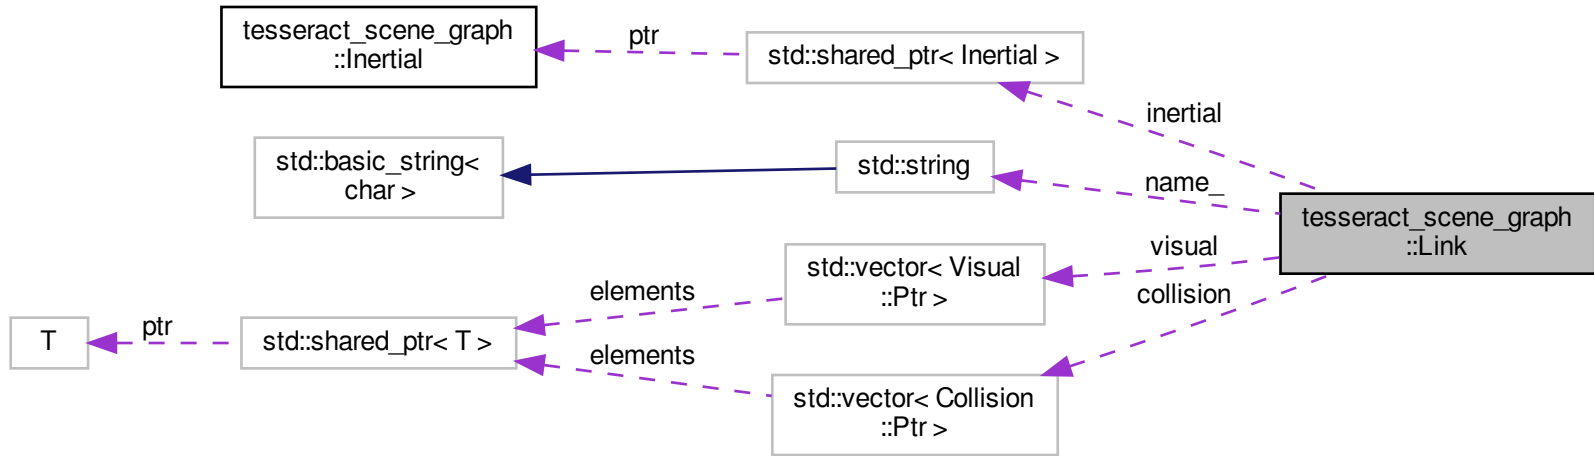 tesseract_scene_graph
::Inertial
ptr
std::shared_ptr< Inertial >
inertial
std::basic_string<
char >
std::string
name_
tesseract_scene_graph
::Link
std::vector< Visual
::Ptr >
visual
collision
elements
T
ptr
std::shared_ptr< T >
elements
std::vector< Collision
::Ptr >